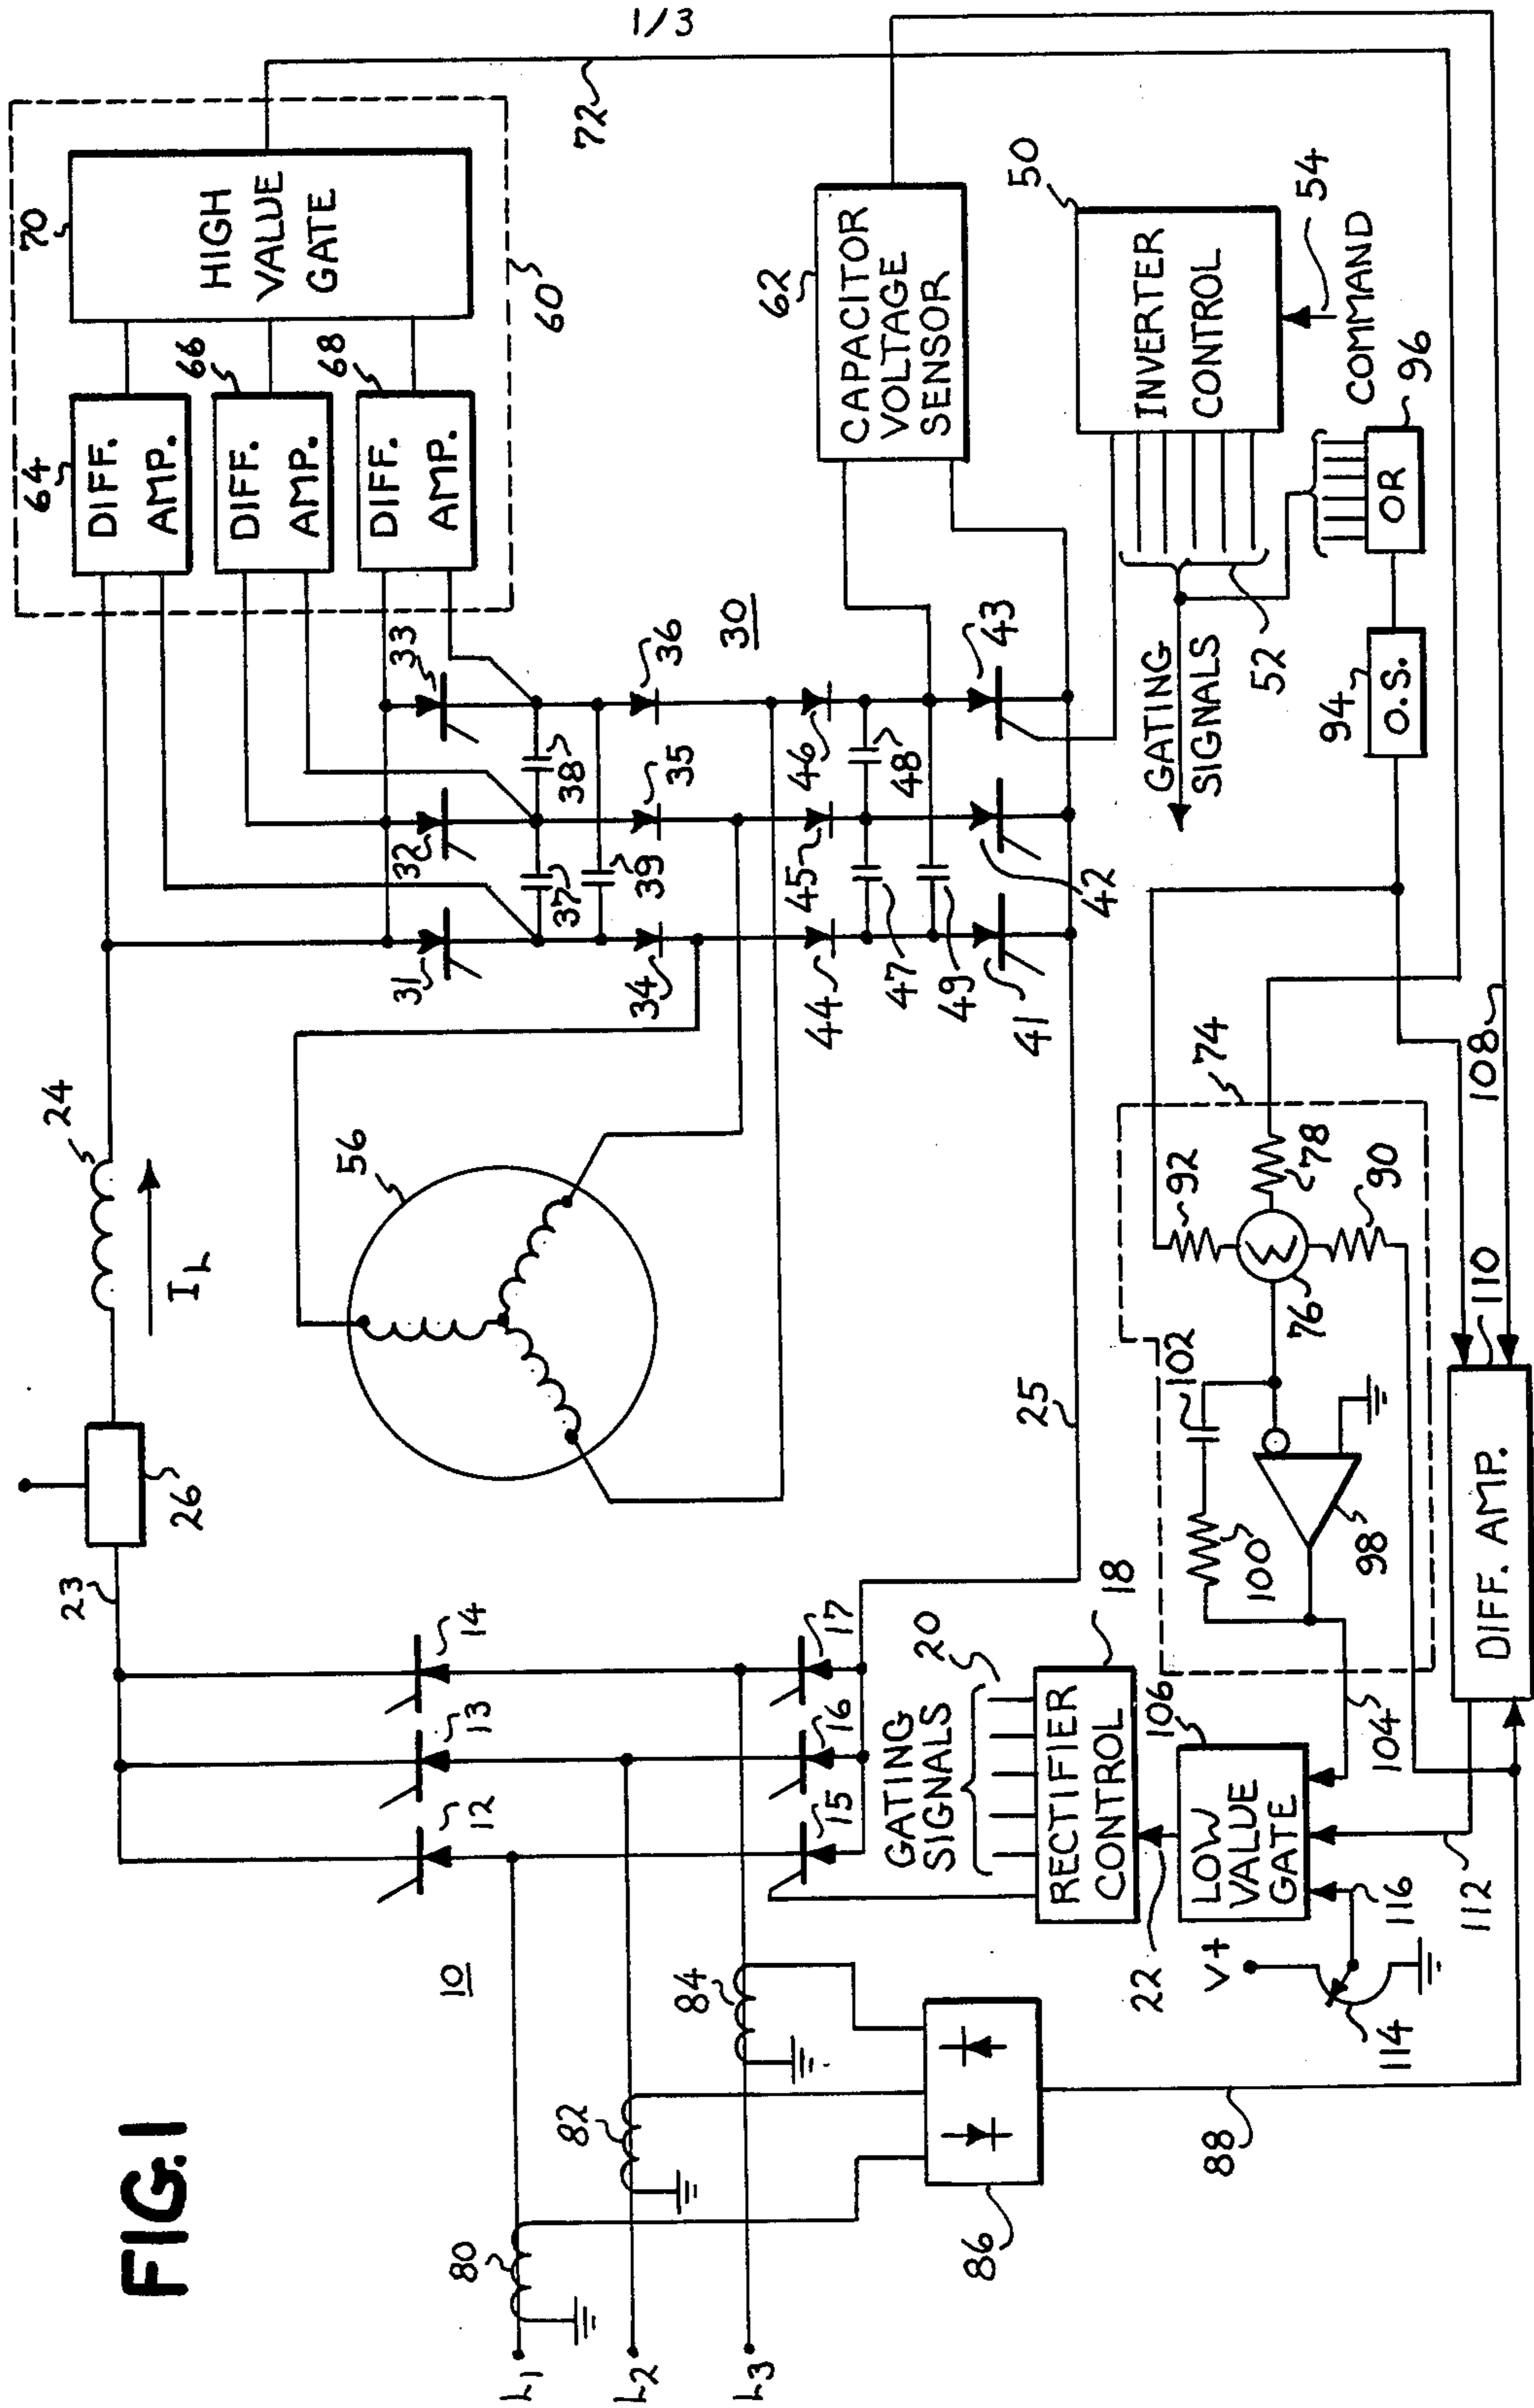 1/3
FIG.1
L1
L2
L3
80
82
84
86
88
10
12
13
14
15
16
17
GATING
SIGNALS
20
RECTIFIER
CONTROL
18
22
LOW
VALUE
GATE
106
V+
114
116
112
104
23
26
24
IL
56
25
31
32
33
34
35
36
37
38
39
30
44
45
46
47
48
49
41
42
43
64
DIFF.
AMP.
66
DIFF.
AMP.
68
DIFF.
AMP.
70
HIGH
VALUE
GATE
60
72
62
CAPACITOR
VOLTAGE
SENSOR
50
INVERTER
CONTROL
54
COMMAND
GATING
SIGNALS
52
96
OR
94
O.S.
74
92
78
90
76
Σ
102
100
98
108
110
DIFF. AMP.